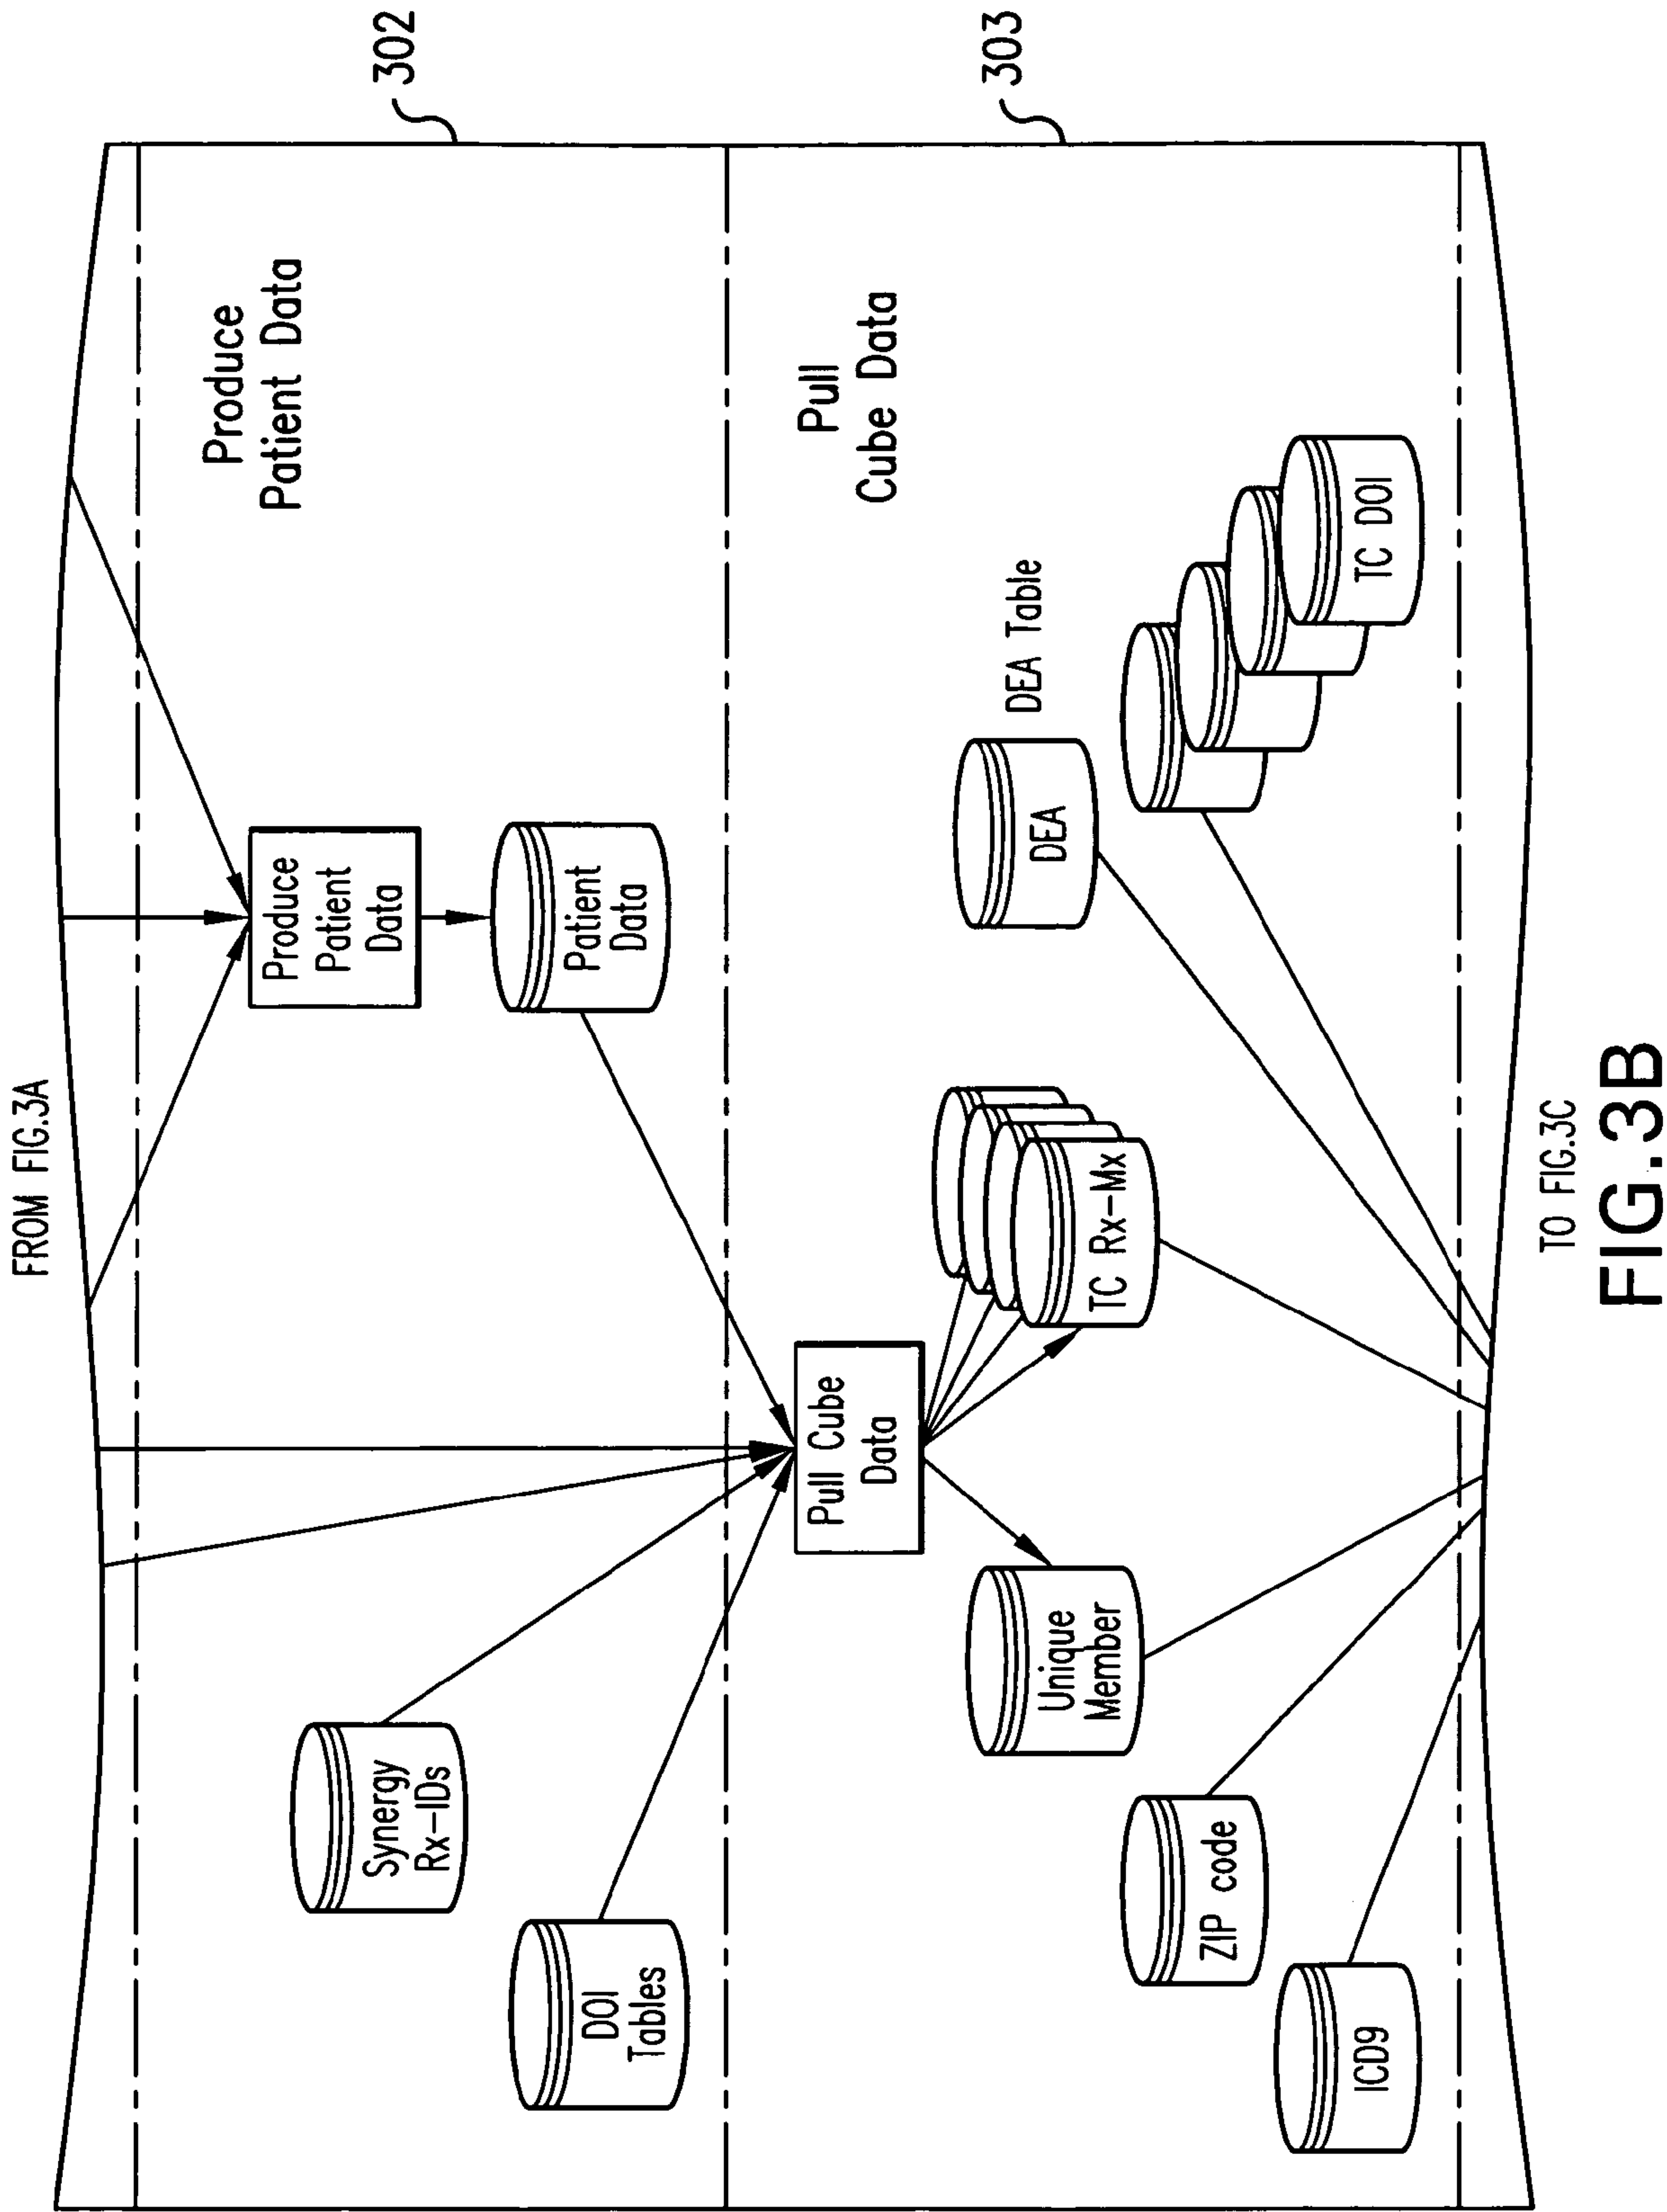 FROM FIG.3A
302
Produce
Patient Data
Produce
Patient
Data
Synergy
Rx-IDs
Patient
Data
DOI
Tables
303
Pull
Cube Data
Pull Cube
Data
DEA Table
Unique
Member
TC Rx-Mx
DEA
ZIP code
ICD9
TC DOI
TO FIG.3C
FIG.3B